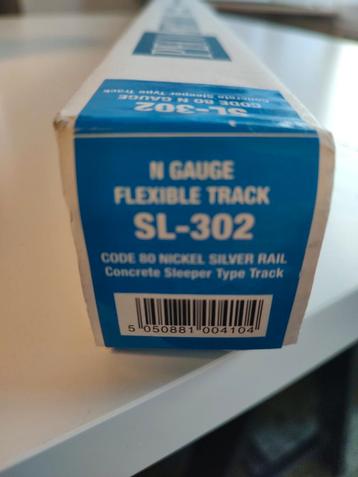 SL-302
CODE 80 N GAUGE
Concrete Sleeper Type Track
N GAUGE
FLEXIBLE TRACK
SL-302
CODE 80 NICKEL SILVER RAIL
Concrete Sleeper Type Track
5 050881 004104